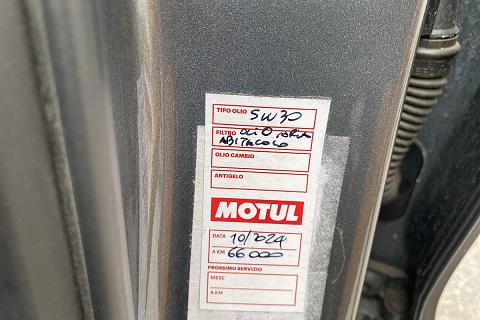 TIPO OLIO 5W30
FILTRO OLIO ARIA
ABITACOLO
OLIO CAMBIO
ANTIGELO
MOTUL
DATA 10/2024
A KM 66000
PROSSIMO SERVIZIO
MESE
A KM